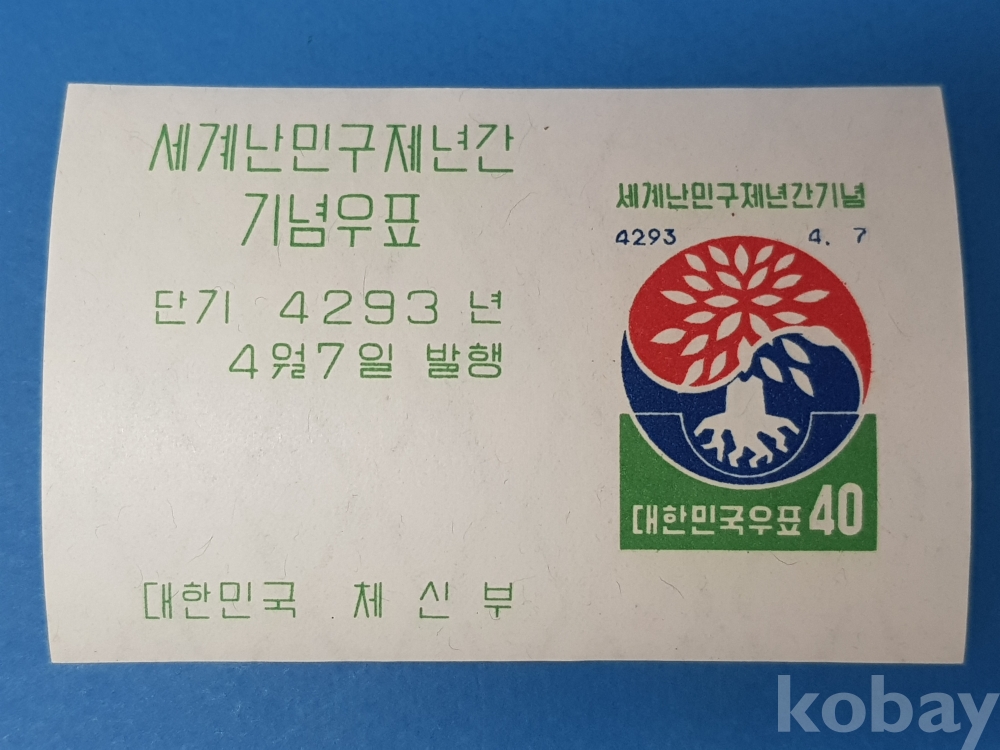 세계난민구제년간
기념우표
단기 4293 년
4월7일 발행
대한민국 체 신 부
세계난민구제년간기념
4293 4. 7
대한민국우표 40
kobay